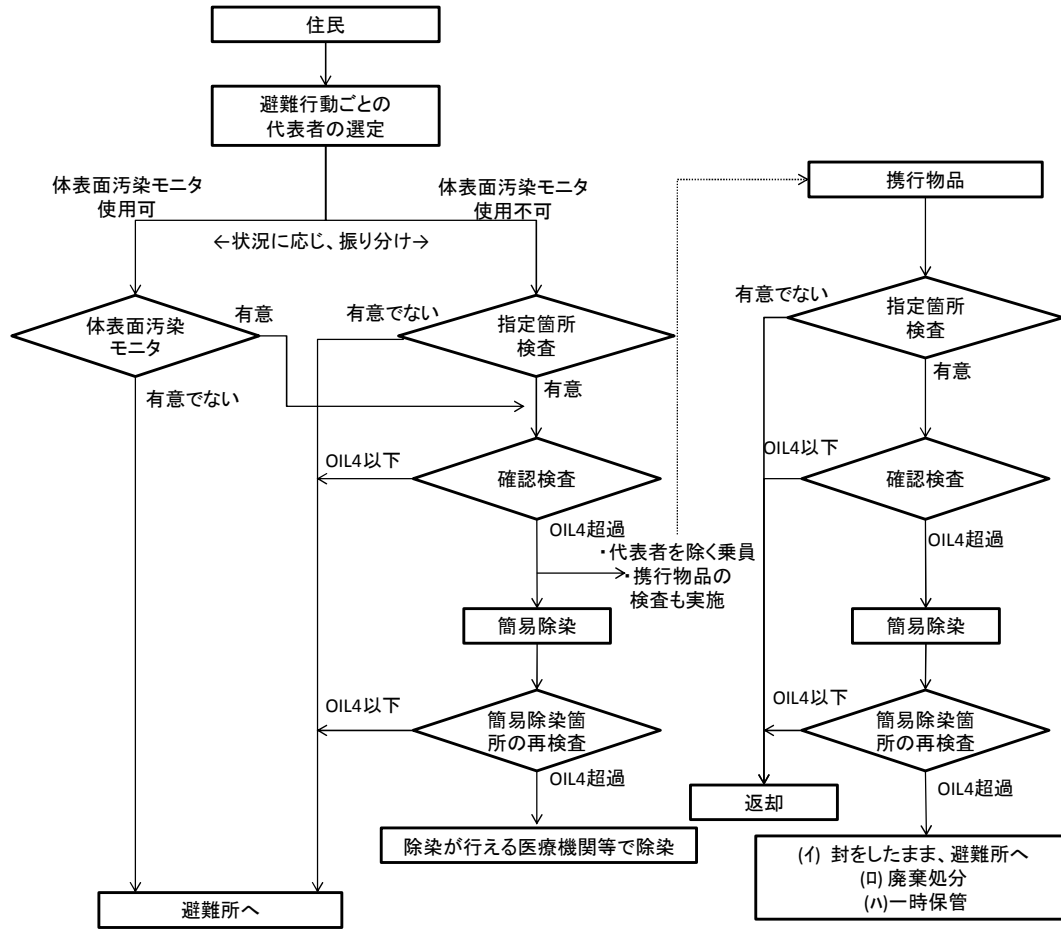 住民
避難行動ごとの
代表者の選定
体表面汚染モニタ
使用可
体表面汚染モニタ
使用不可
←状況に応じ、振り分け→
体表面汚染
モニタ
有意
有意でない
有意でない
指定箇所
検査
有意
OIL4以下
確認検査
OIL4超過
・代表者を除く乗員
・携行物品の
検査も実施
簡易除染
OIL4以下
簡易除染箇
所の再検査
OIL4超過
除染が行える医療機関等で除染
避難所へ
携行物品
有意でない
指定箇所
検査
有意
OIL4以下
確認検査
OIL4超過
簡易除染
OIL4以下
簡易除染箇
所の再検査
OIL4超過
返却
(イ) 封をしたまま、避難所へ
(ロ) 廃棄処分
(ハ)一時保管